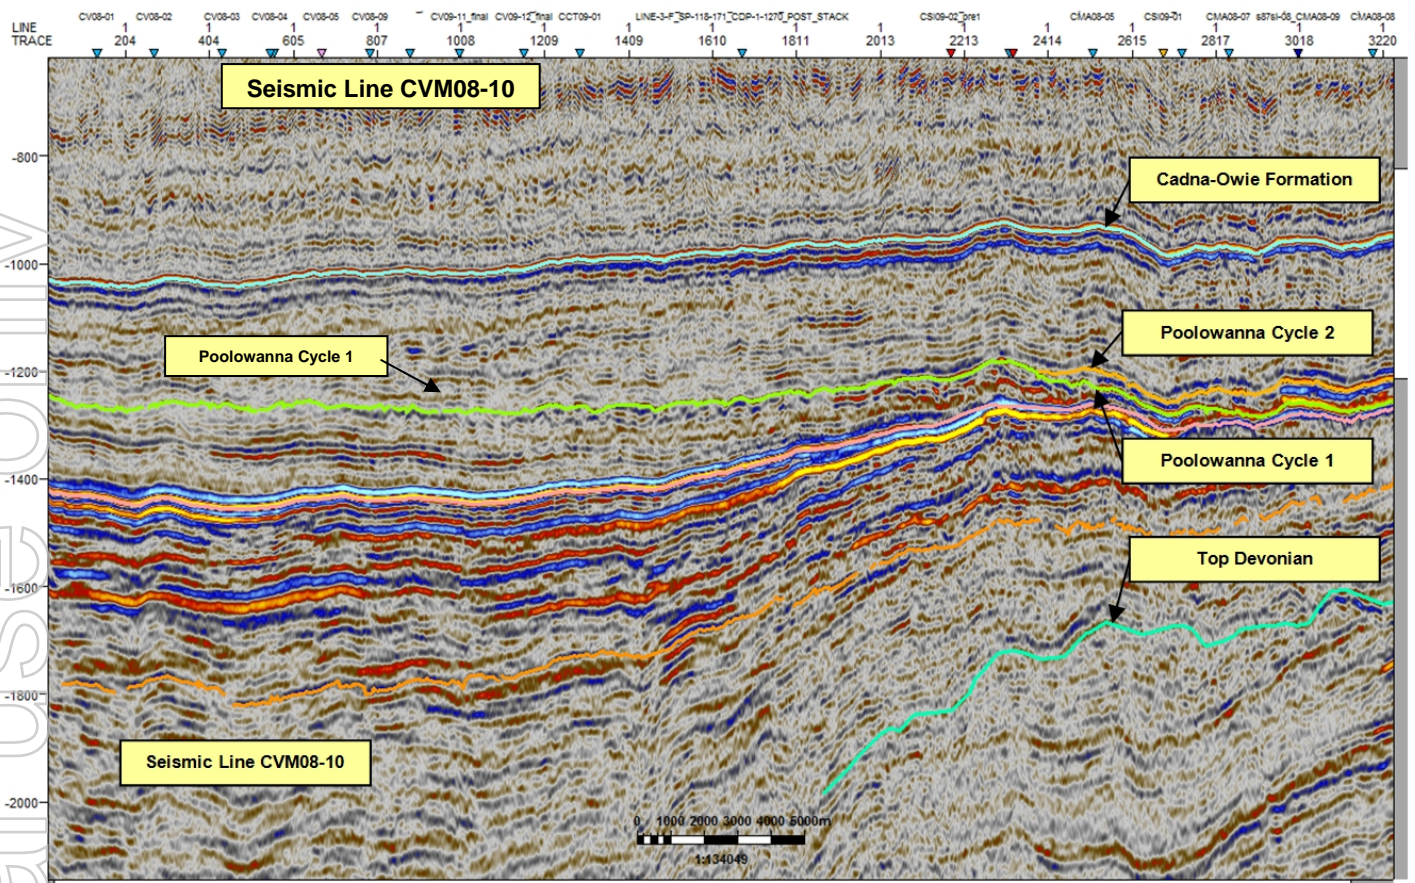 CV08-01 CV08-02 CV08-03 CV08-04 CV08-05 CV08-09 CV09-11_final CV09-12_final CCT09-01 LINE-3-F_SP-118-171_CDP-1-1270_POST_STACK CSI09-02_pre1 CMA08-05 CSI09-01 CMA08-07 s87si-08_CMA08-09 CMA08-08
LINE 1 1 1 1 1 1 1 1 1 1 1 1 1 1 1 1
TRACE 204 404 605 807 1008 1209 1409 1610 1811 2013 2213 2414 2615 2817 3018 3220
Seismic Line CVM08-10
-800
Cadna-Owie Formation
-1000
Poolowanna Cycle 2
Poolowanna Cycle 1
-1200
Poolowanna Cycle 1
-1400
Top Devonian
-1600
-1800
Seismic Line CVM08-10
-2000
0 1000 2000 3000 4000 5000m
1:134049